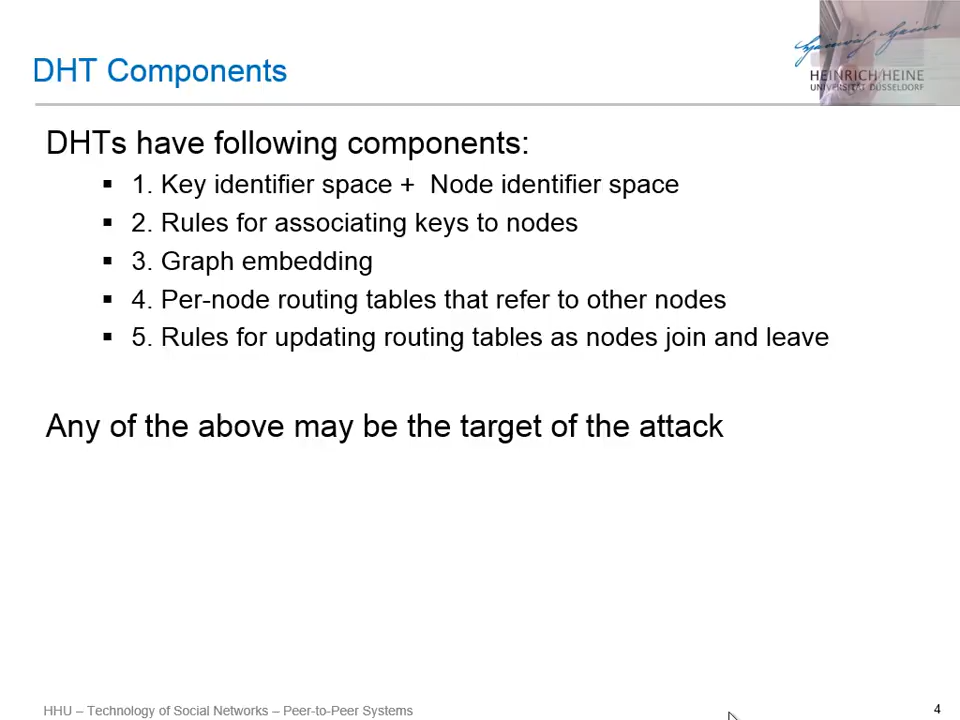 Heinrich Heine
HEINRICH HEINE
UNIVERSITÄT DÜSSELDORF
DHT Components
DHTs have following components:
▪ 1. Key identifier space + Node identifier space
▪ 2. Rules for associating keys to nodes
▪ 3. Graph embedding
▪ 4. Per-node routing tables that refer to other nodes
▪ 5. Rules for updating routing tables as nodes join and leave
Any of the above may be the target of the attack
HHU – Technology of Social Networks – Peer-to-Peer Systems
4